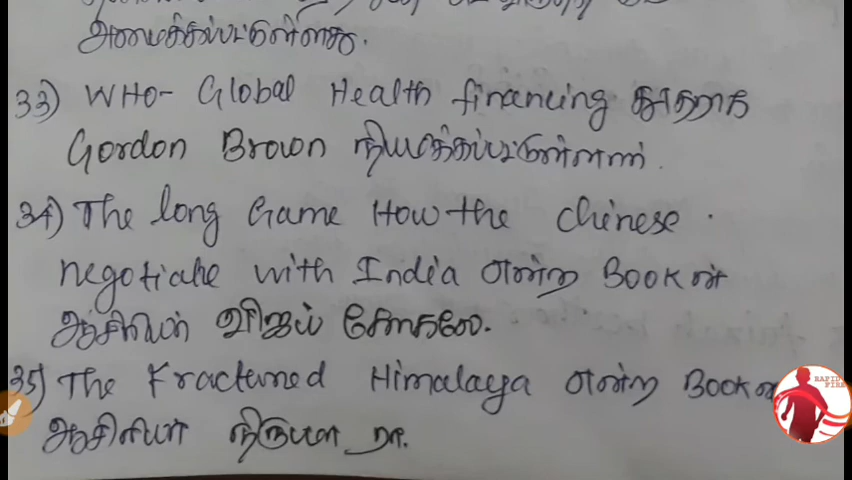 அமைக்கப்பட்டுள்ளது.
33) WHO- Global Health financing தூதராக
Gordon Brown நியமிக்கப்பட்டுள்ளார்.
34) The long Game How the chinese
negotiate with India என்ற Book ன்
ஆசிரியர் விஜய் கோகலே.
35) The Fractured Himalaya என்ற Book ன்
ஆசிரியர் நிருபமா ராவ்.
RAPID
FIRE